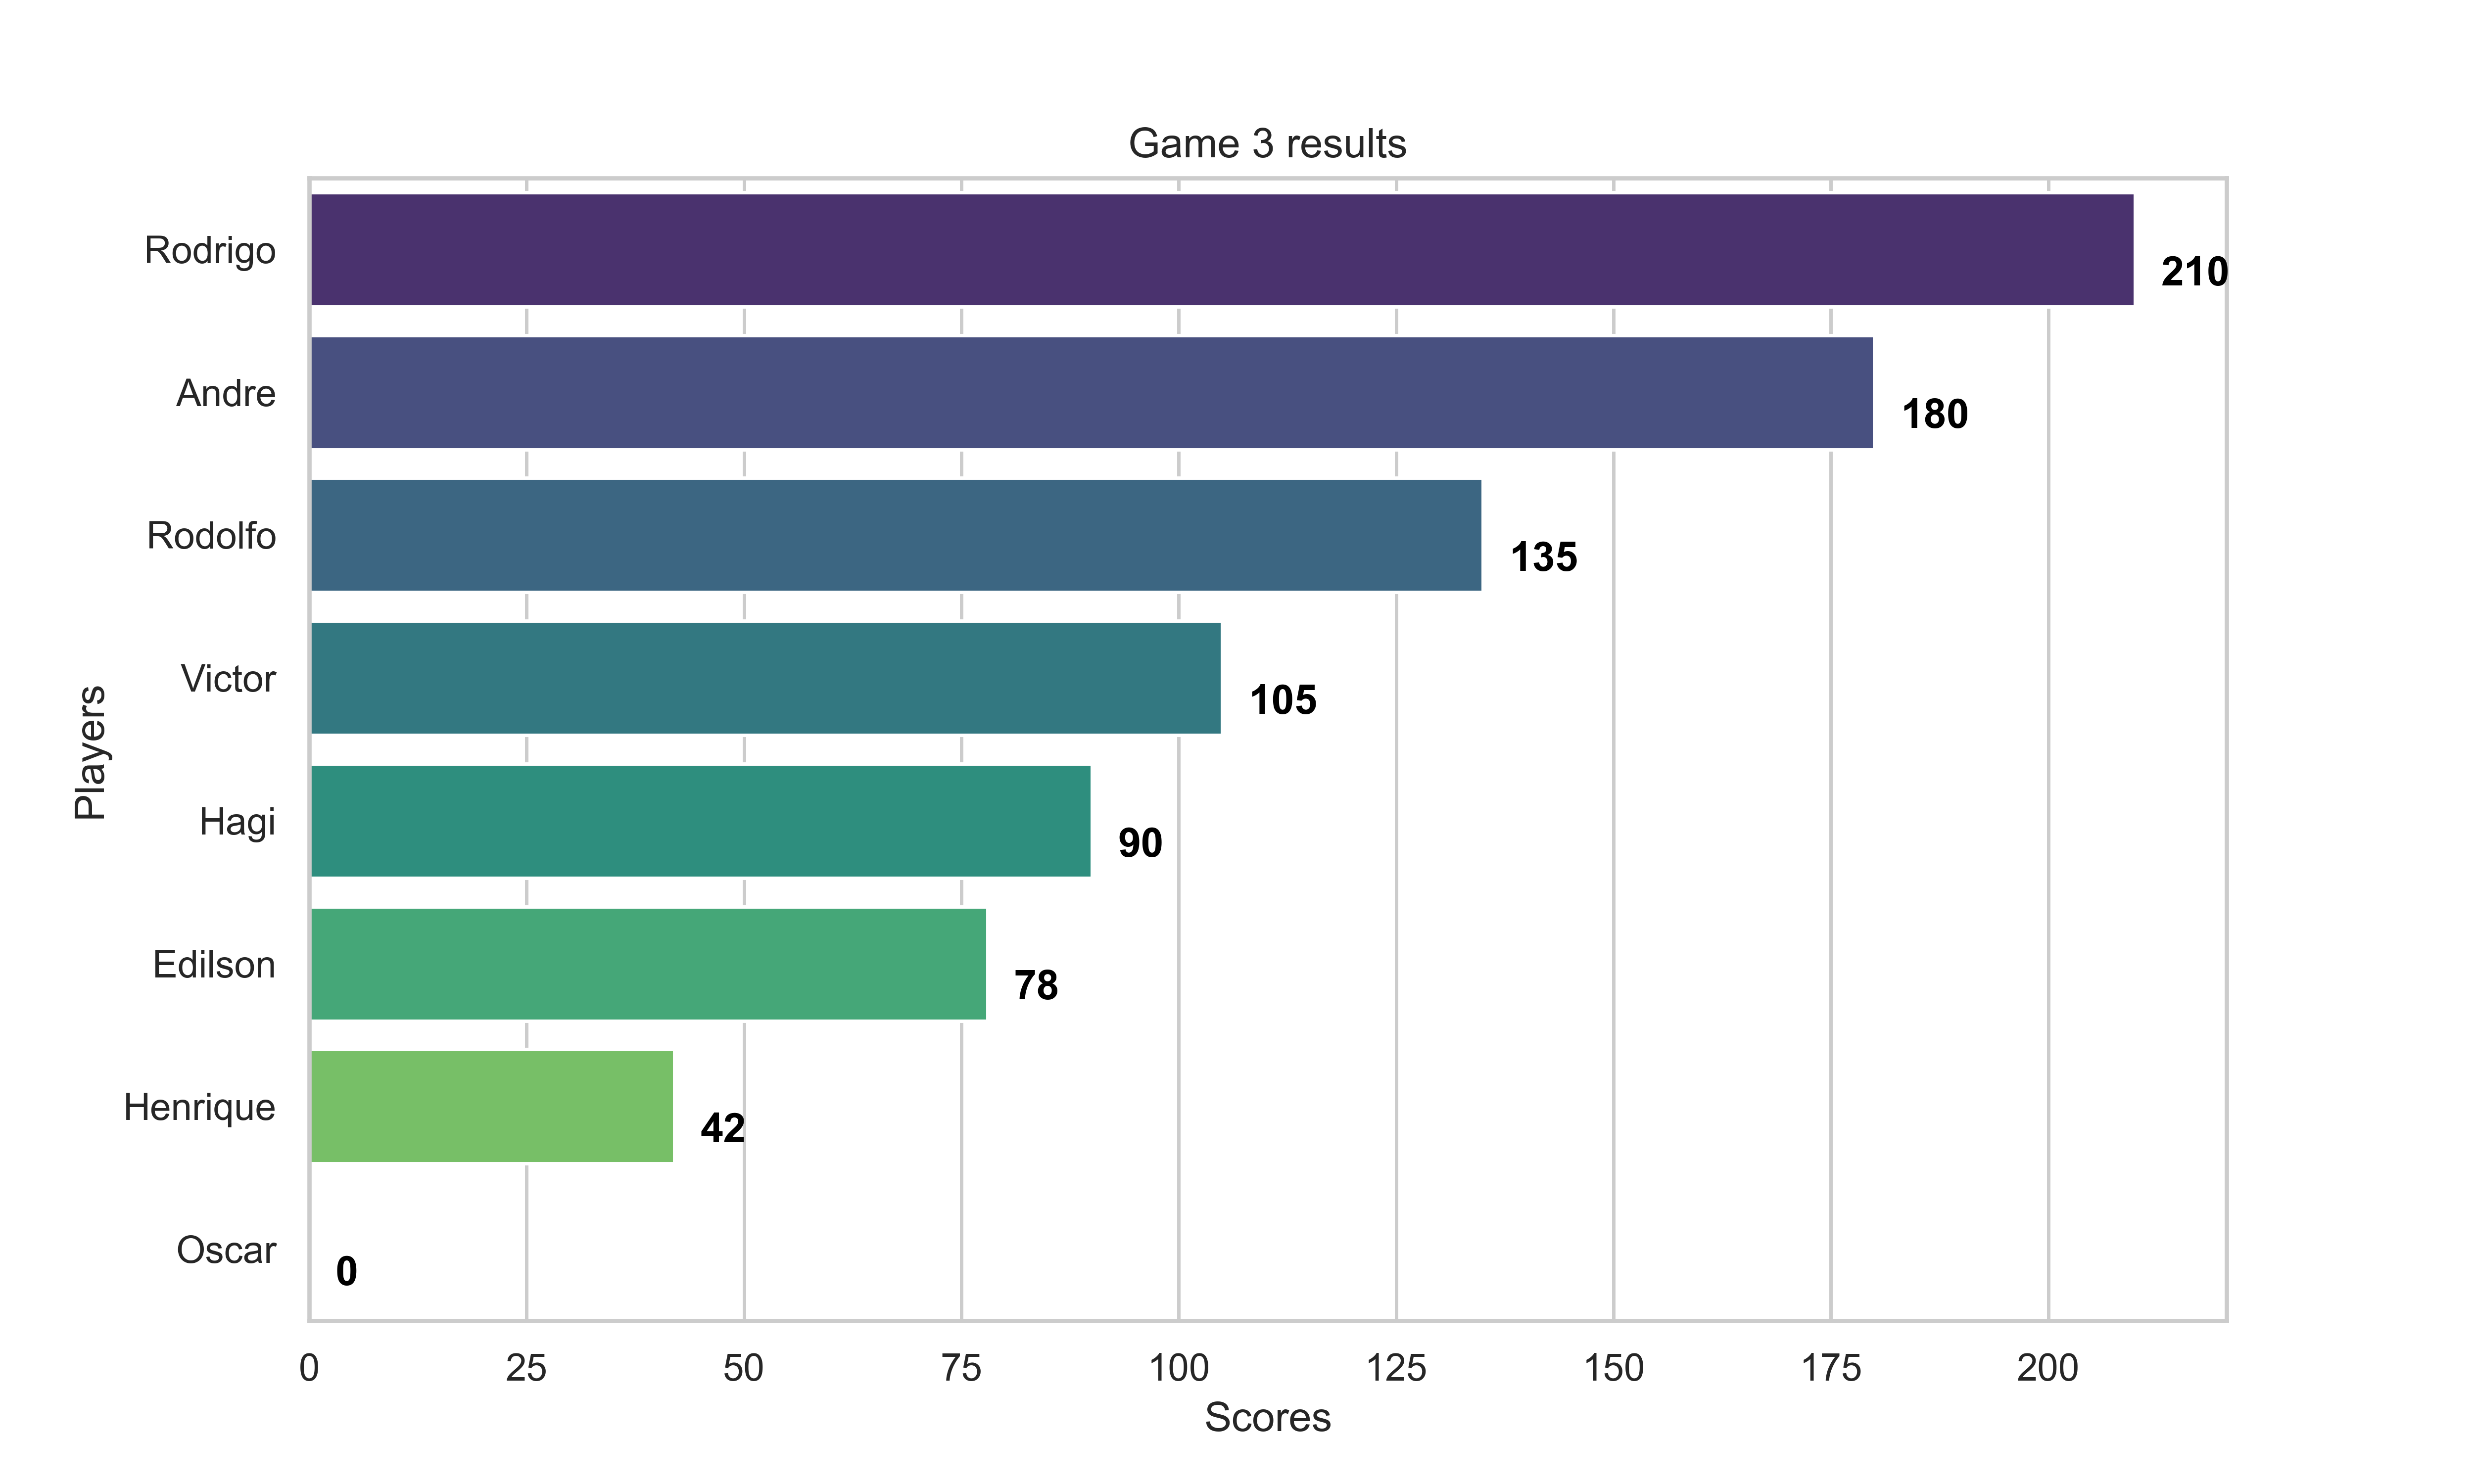 Game 3 results
Rodrigo
210
Andre
180
Rodolfo
135
Victor
105
Players
Hagi
90
Edilson
78
Henrique
42
Oscar
0
0 25 50 75 100 125 150 175 200
Scores